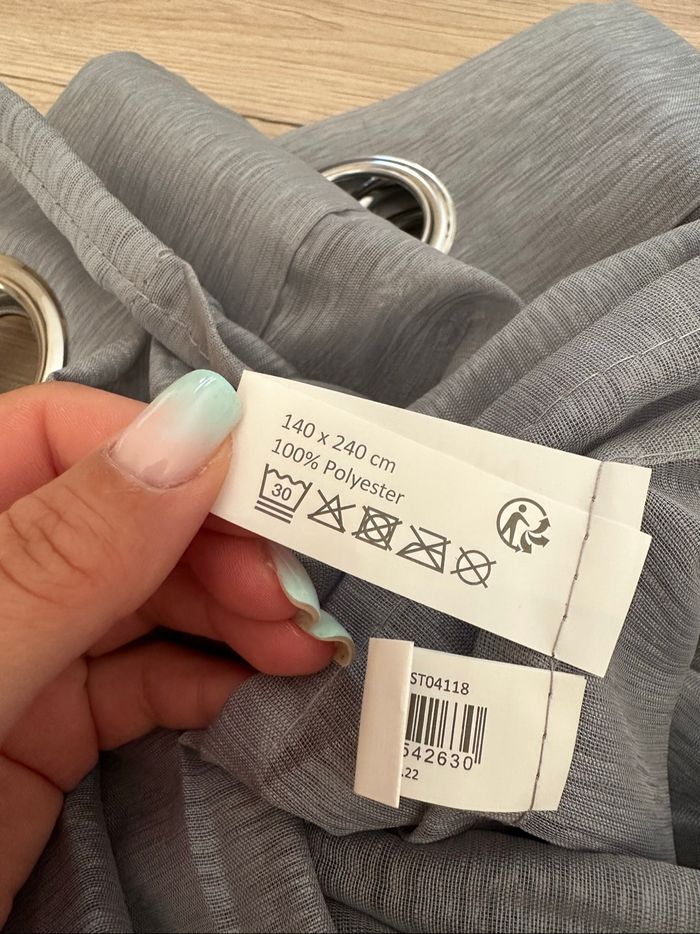 140 x 240 cm
100% Polyester
30
ST04118
542630
.22